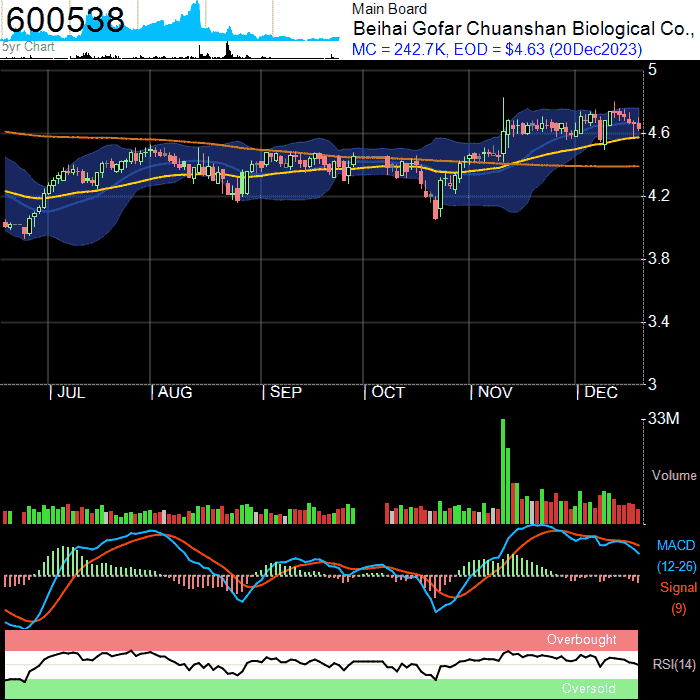 600538
5yr Chart
Main Board
Beihai Gofar Chuanshan Biological Co.,
MC = 242.7K, EOD = $4.63 (20Dec2023)
5
4.6
4.2
3.8
3.4
3
| JUL | AUG | SEP | OCT | NOV | DEC
33M
Volume
MACD
(12-26)
Signal
(9)
Overbought
RSI(14)
Oversold